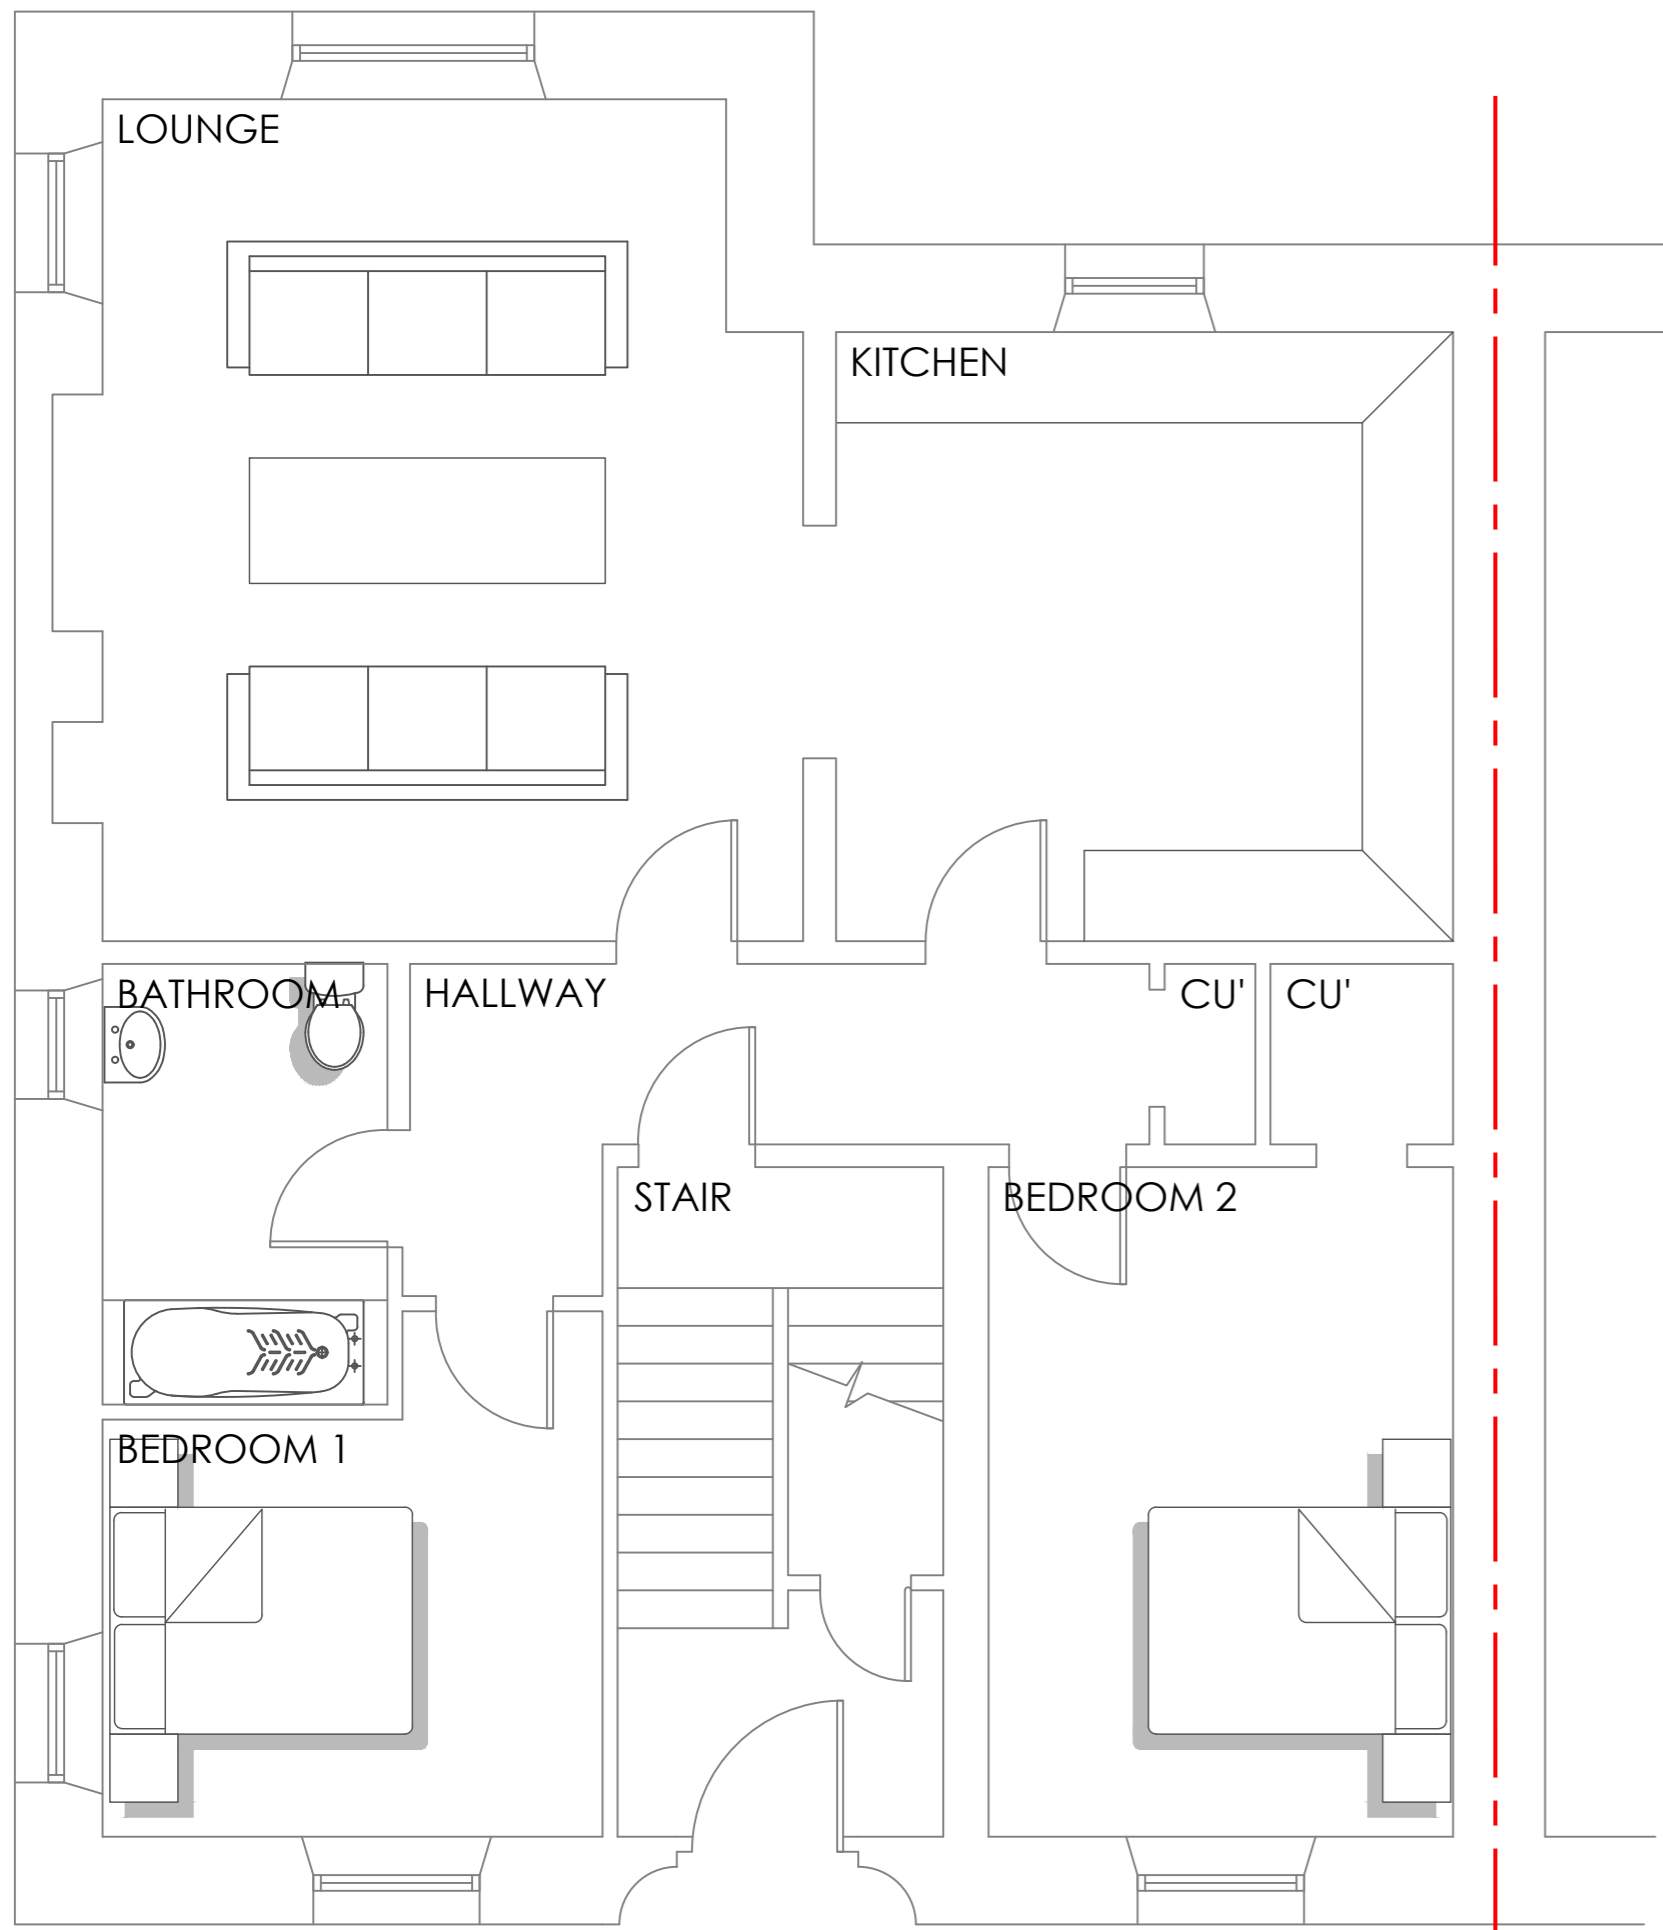 LOUNGE
KITCHEN
BATHROOM
HALLWAY
CU'
CU'
STAIR
BEDROOM 2
BEDROOM 1